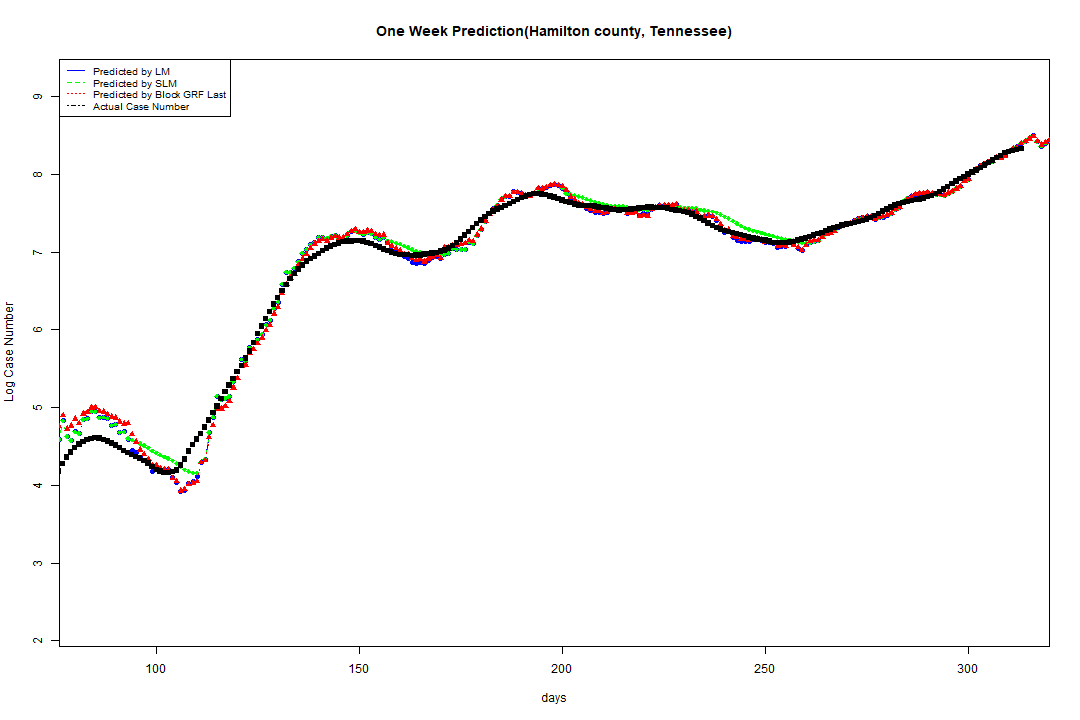 One Week Prediction(Hamilton county, Tennessee)
Predicted by LM
Predicted by SLM
Predicted by Block GRF Last
Actual Case Number
9
8
7
6
5
4
3
2
Log Case Number
100 150 200 250 300
days